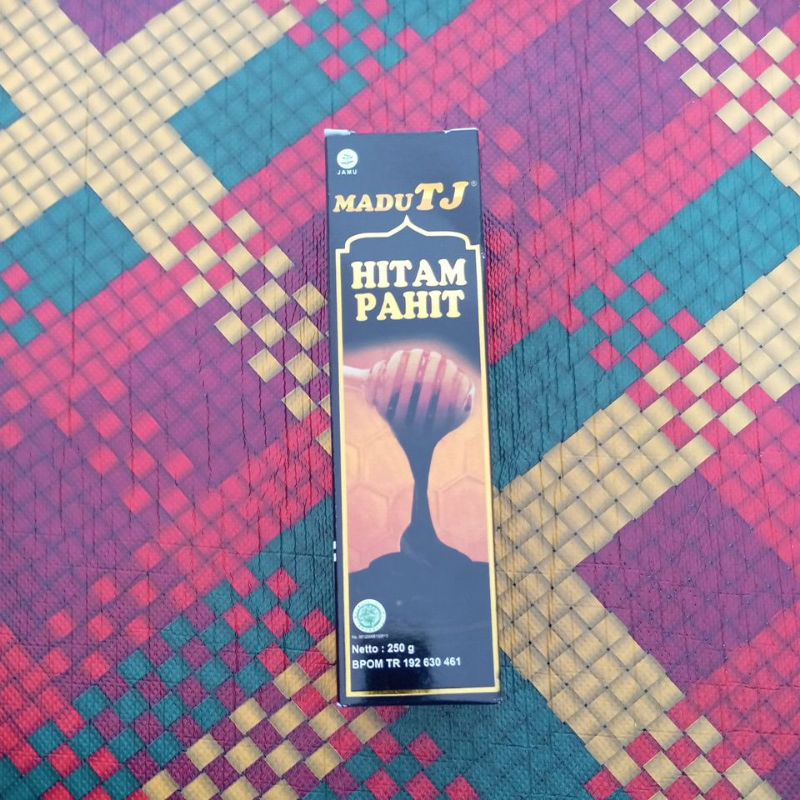 JAMU
MADU TJ®
HITAM
PAHIT
Netto : 250 g
BPOM TR 192 630 461